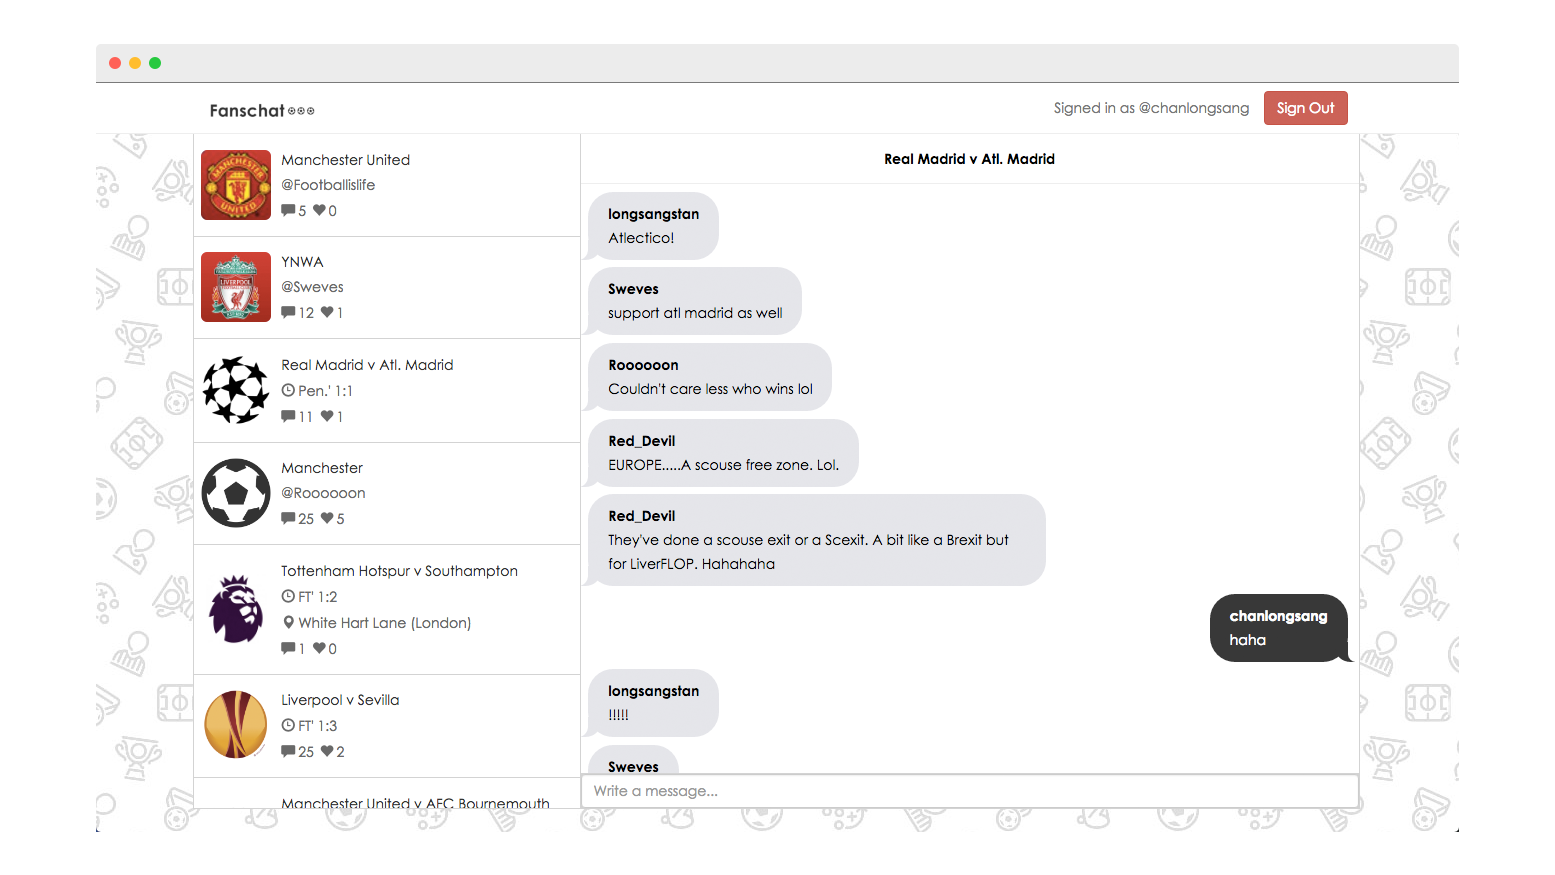 Fanschat
Signed in as @chanlongsang
Sign Out
Manchester United
@Footballislife
5 0
YNWA
@Sweves
12 1
Real Madrid v Atl. Madrid
Pen.' 1:1
11 1
Manchester
@Roooooon
25 5
Tottenham Hotspur v Southampton
FT' 1:2
White Hart Lane (London)
1 0
Liverpool v Sevilla
FT' 1:3
25 2
Manchester United v AFC Bournemouth
Real Madrid v Atl. Madrid
longsangstan
Atlectico!
Sweves
support atl madrid as well
Roooooon
Couldn't care less who wins lol
Red_Devil
EUROPE.....A scouse free zone. Lol.
Red_Devil
They've done a scouse exit or a Scexit. A bit like a Brexit but
for LiverFLOP. Hahahaha
chanlongsang
haha
longsangstan
!!!!!
Sweves
Write a message...
MANCHESTER
UNITED
LIVERPOOL